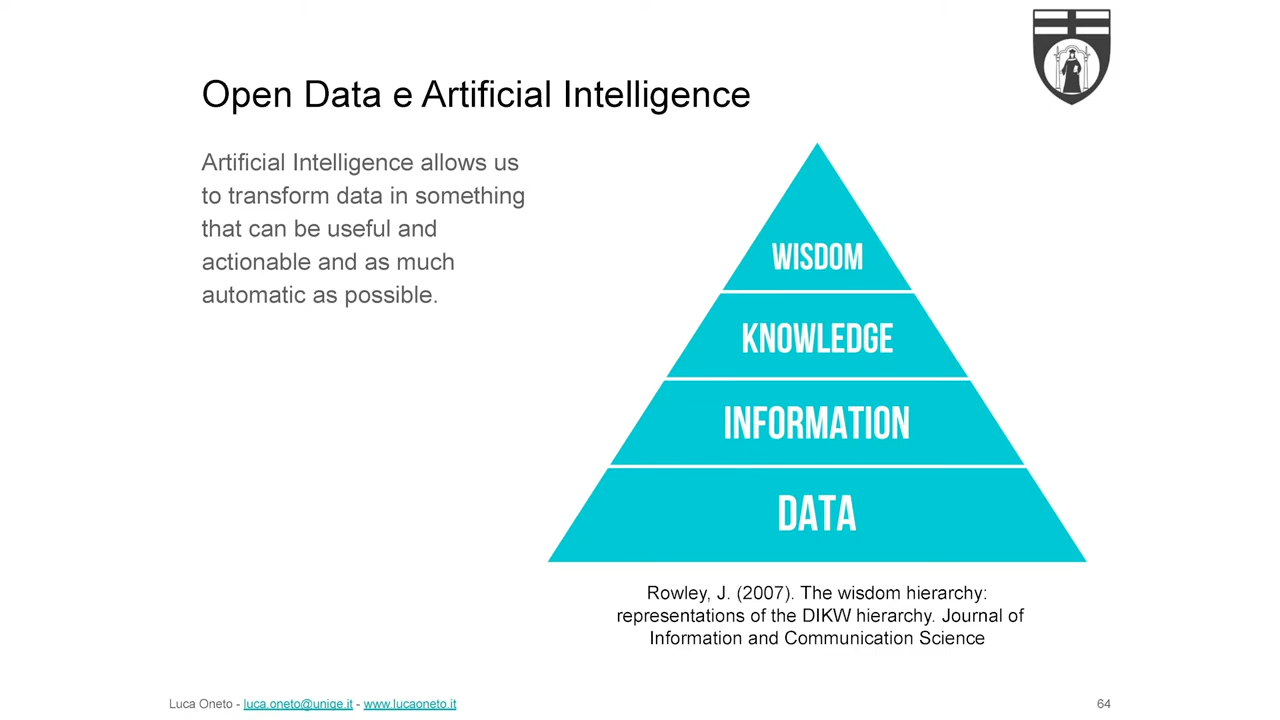 Open Data e Artificial Intelligence
Artificial Intelligence allows us
to transform data in something
that can be useful and
actionable and as much
automatic as possible.
WISDOM
KNOWLEDGE
INFORMATION
DATA
Rowley, J. (2007). The wisdom hierarchy:
representations of the DIKW hierarchy. Journal of
Information and Communication Science
Luca Oneto - luca.oneto@unige.it - www.lucaoneto.it
64